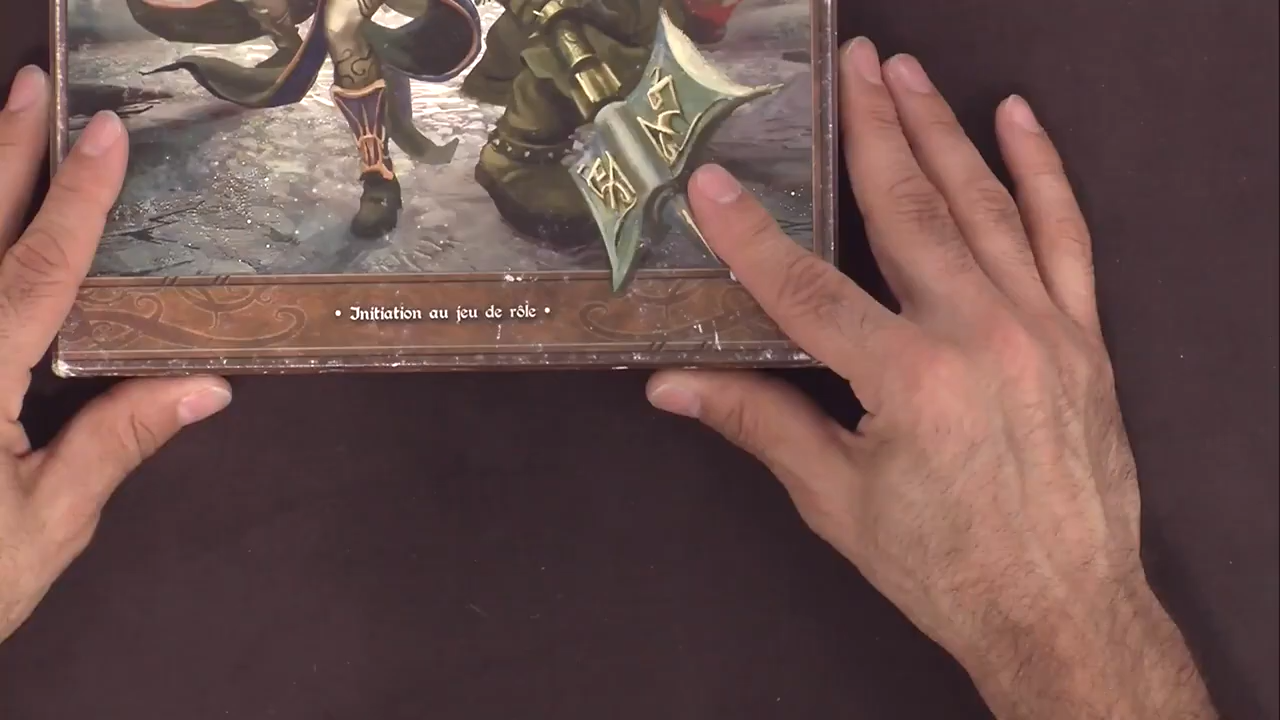 • Initiation au jeu de rôle •